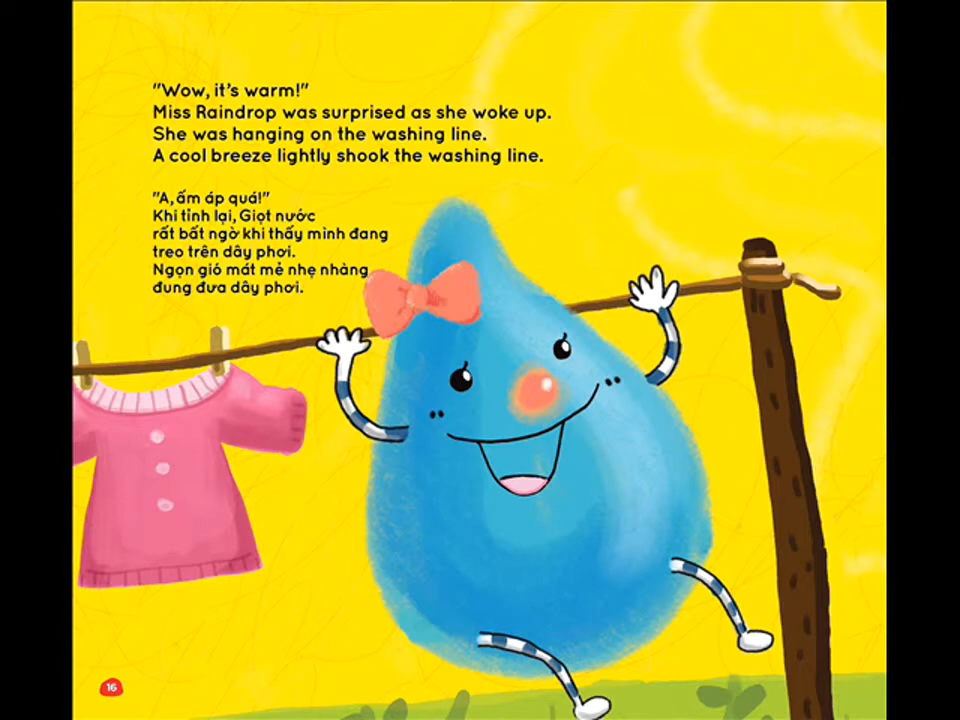 "Wow, it's warm!"
Miss Raindrop was surprised as she woke up.
She was hanging on the washing line.
A cool breeze lightly shook the washing line.
"A, ấm áp quá!"
Khi tỉnh lại, Giọt nước
rất bất ngờ khi thấy mình đang
treo trên dây phơi.
Ngọn gió mát mẻ nhẹ nhàng
đung đưa dây phơi.
16